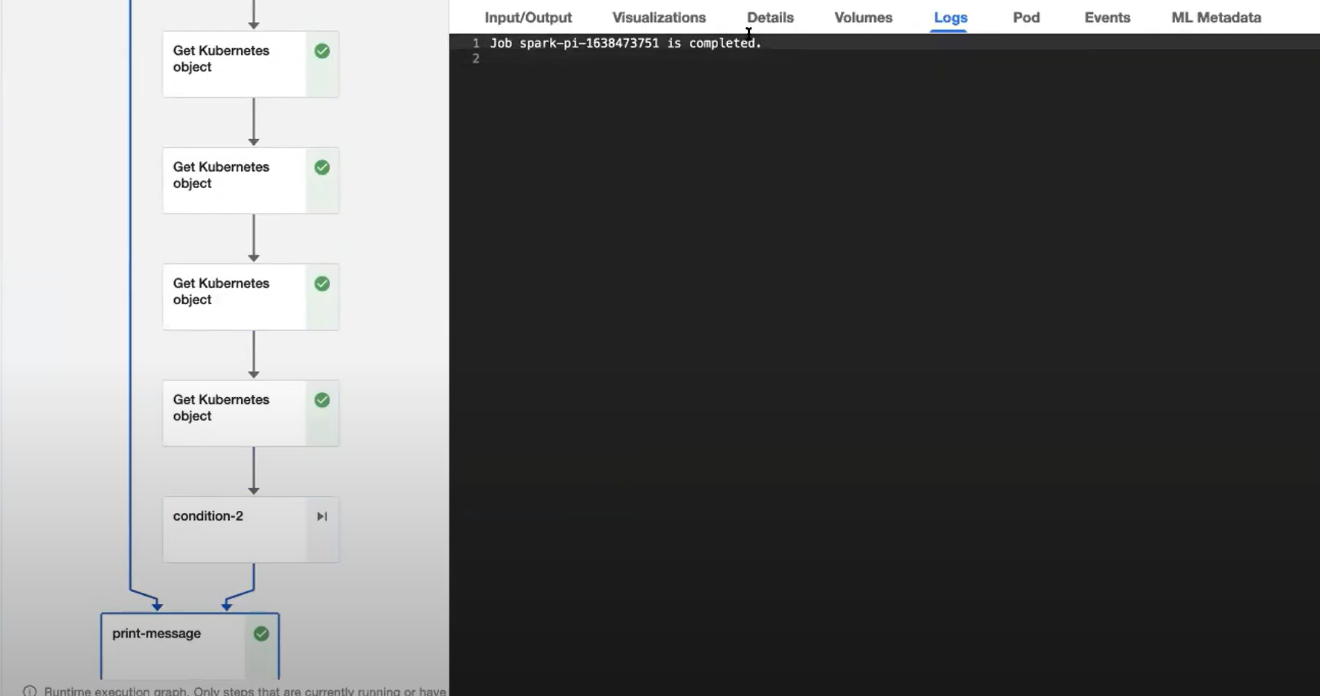 Get Kubernetes
object
Get Kubernetes
object
Get Kubernetes
object
Get Kubernetes
object
condition-2
print-message
Runtime execution graph. Only steps that are currently running or have
Input/Output Visualizations Details Volumes Logs Pod Events ML Metadata
1 Job spark-pi-1638473751 is completed.
2